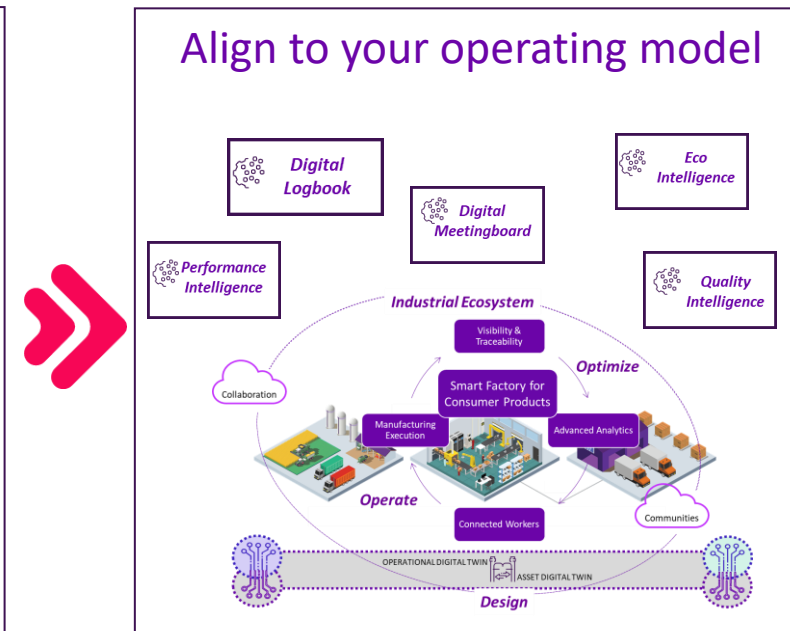 Align to your operating model
Digital
Logbook
Eco
Intelligence
Digital
Meetingboard
Performance
Intelligence
Quality
Intelligence
Industrial Ecosystem
Visibility &
Traceability
Optimize
Collaboration
Smart Factory for
Consumer Products
Manufacturing
Execution
Advanced Analytics
Operate
Connected Workers
Communities
OPERATIONAL DIGITAL TWIN
ASSET DIGITAL TWIN
Design